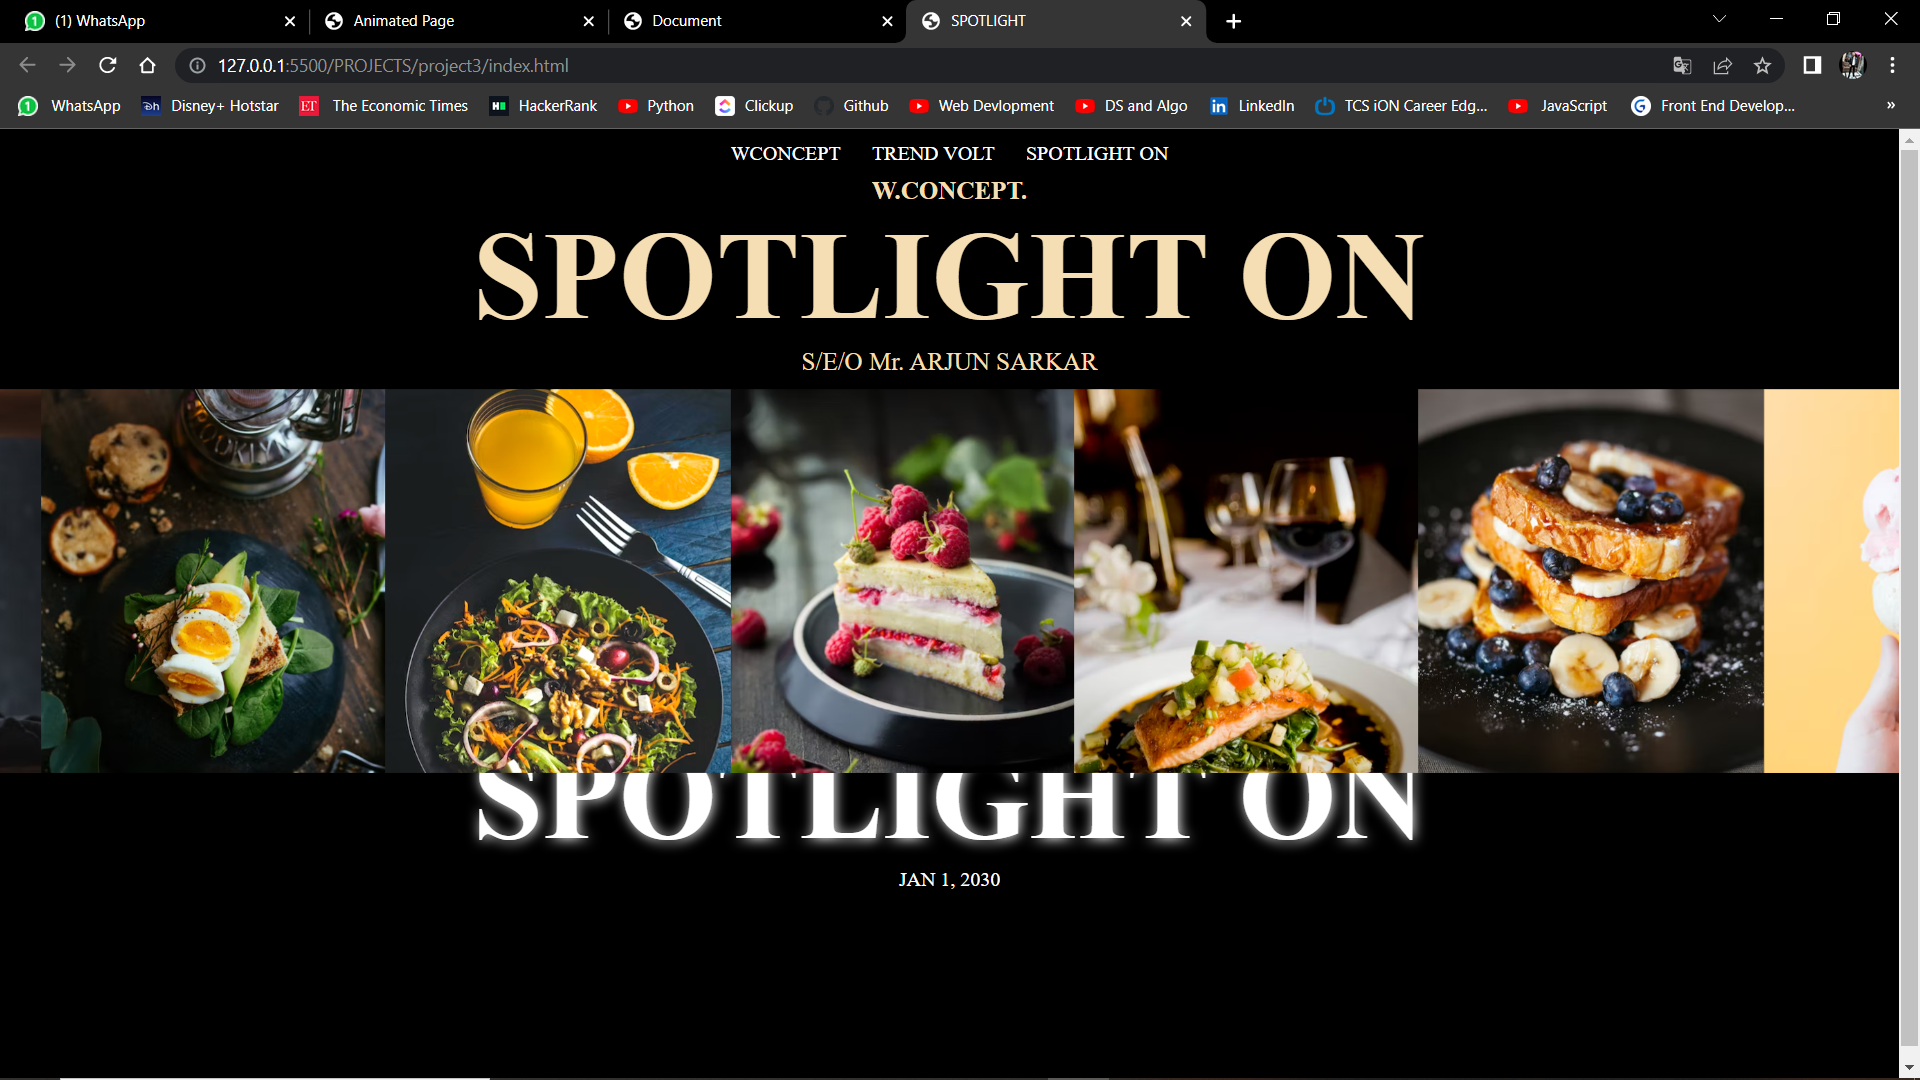 (1) WhatsApp
Animated Page
Document
SPOTLIGHT
127.0.0.1:5500/PROJECTS/project3/index.html
WhatsApp
Disney+ Hotstar
ET The Economic Times
HackerRank
Python
Clickup
Github
Web Devlopment
DS and Algo
LinkedIn
TCS iON Career Edg...
JavaScript
Front End Develop...
WCONCEPT TREND VOLT SPOTLIGHT ON
W.CONCEPT.
SPOTLIGHT ON
S/E/O Mr. ARJUN SARKAR
SPOTLIGHT ON
JAN 1, 2030